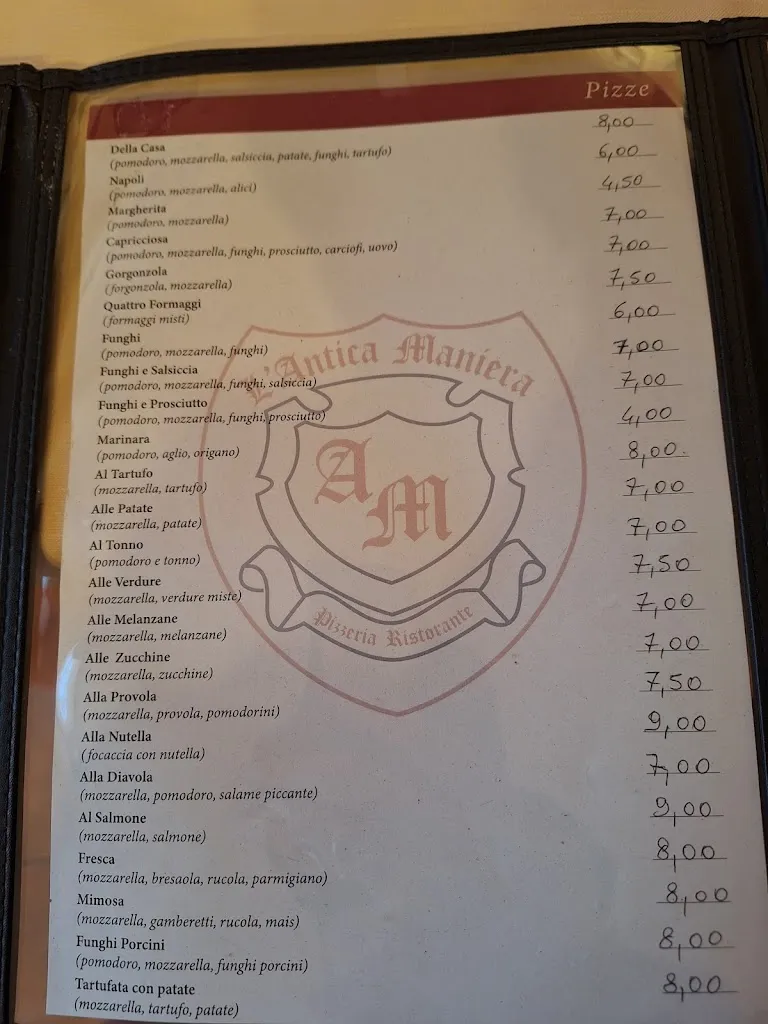 Pizze
Della Casa 8,00
(pomodoro, mozzarella, salsiccia, patate, funghi, tartufo)
Napoli 6,00
(pomodoro, mozzarella, alici)
Margherita 4,50
(pomodoro, mozzarella)
Capricciosa 7,00
(pomodoro, mozzarella, funghi, prosciutto, carciofi, uovo)
Gorgonzola 7,00
(forgonzola, mozzarella)
Quattro Formaggi 7,50
(formaggi misti)
Funghi 6,00
(pomodoro, mozzarella, funghi)
Funghi e Salsiccia 7,00
(pomodoro, mozzarella, funghi, salsiccia)
Funghi e Prosciutto 7,00
(pomodoro, mozzarella, funghi, prosciutto)
Marinara 4,00
(pomodoro, aglio, origano)
Al Tartufo 8,00
(mozzarella, tartufo)
Alle Patate 7,00
(mozzarella, patate)
Al Tonno 7,00
(pomodoro e tonno)
Alle Verdure 7,50
(mozzarella, verdure miste)
Alle Melanzane 7,00
(mozzarella, melanzane)
Alle Zucchine 7,00
(mozzarella, zucchine)
Alla Provola 7,50
(mozzarella, provola, pomodorini)
Alla Nutella 9,00
(focaccia con nutella)
Alla Diavola 7,00
(mozzarella, pomodoro, salame piccante)
Al Salmone 9,00
(mozzarella, salmone)
Fresca 8,00
(mozzarella, bresaola, rucola, parmigiano)
Mimosa 8,00
(mozzarella, gamberetti, rucola, mais)
Funghi Porcini 8,00
(pomodoro, mozzarella, funghi porcini)
Tartufata con patate 8,00
(mozzarella, tartufo, patate)
L'Antica Maniera
AM
Pizzeria Ristorante